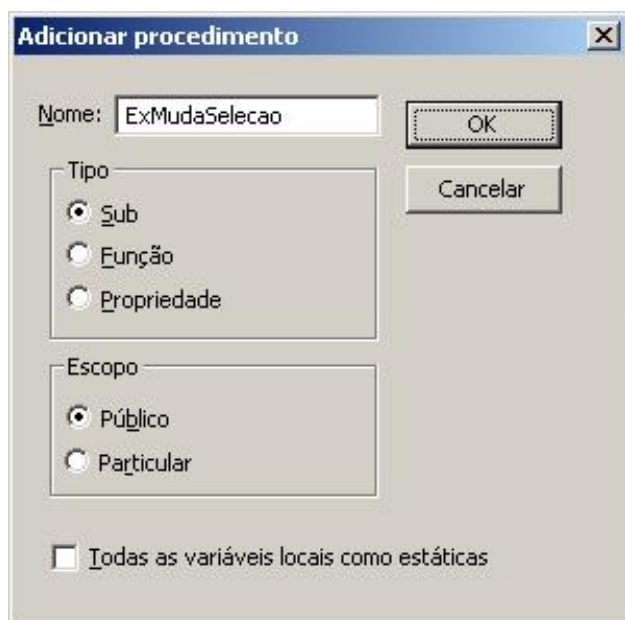 Adicionar procedimento
Nome: ExMudaSelecao
OK
Cancelar
Tipo
Sub
Função
Propriedade
Escopo
Público
Particular
Todas as variáveis locais como estáticas